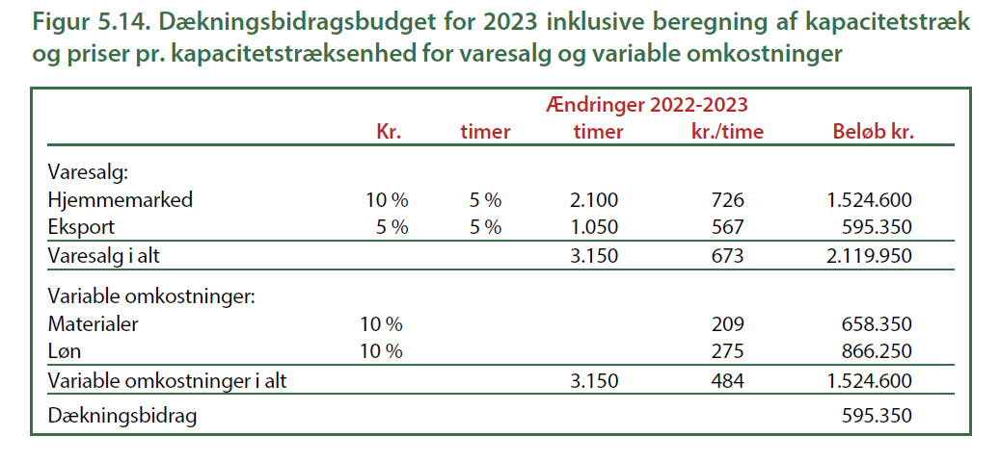 Figur 5.14. Dækningsbidragsbudget for 2023 inklusive beregning af kapacitetstræk
og priser pr. kapacitetstræksenhed for varesalg og variable omkostninger
Ændringer 2022-2023
Kr. timer timer kr./time Beløb kr.
Varesalg:
Hjemmemarked 10 % 5 % 2.100 726 1.524.600
Eksport 5 % 5 % 1.050 567 595.350
Varesalg i alt 3.150 673 2.119.950
Variable omkostninger:
Materialer 10 % 209 658.350
Løn 10 % 275 866.250
Variable omkostninger i alt 3.150 484 1.524.600
Dækningsbidrag 595.350